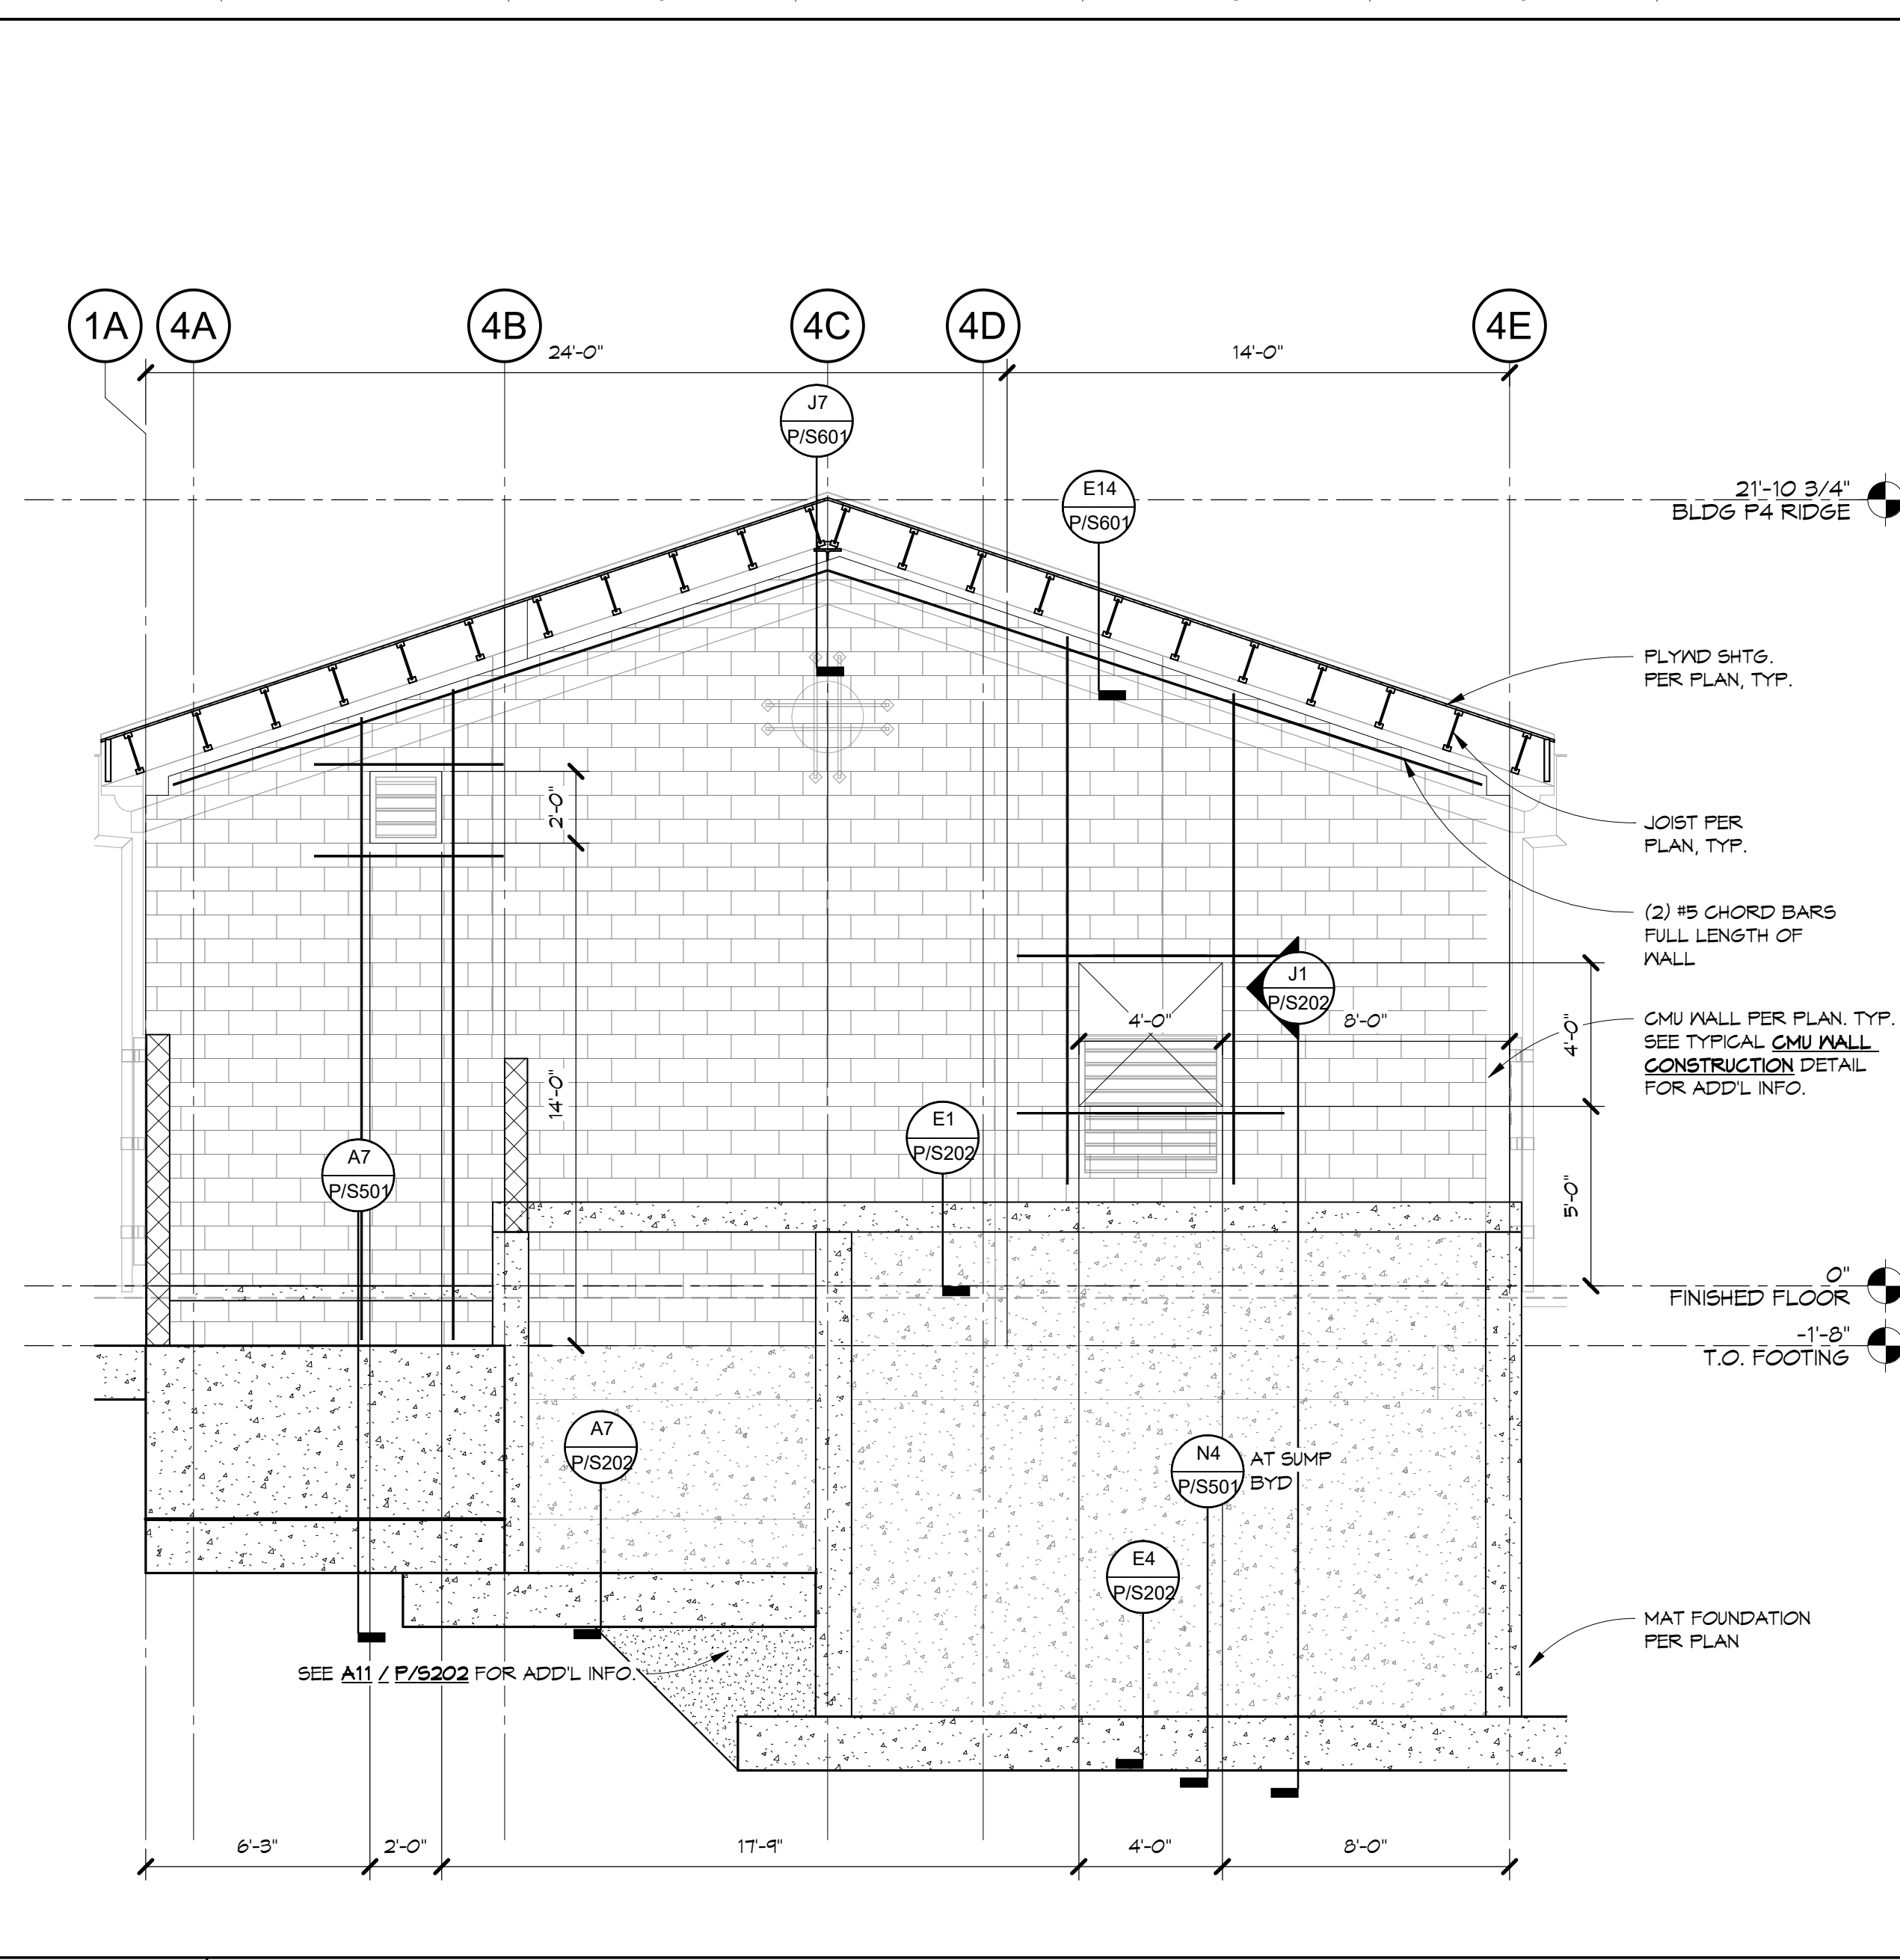 1A
4A
4B
4C
4D
4E
24'-0"
14'-0"
J7
P/S601
E14
P/S601
21'-10 3/4"
BLDG P4 RIDGE
PLYWD SHTG.
PER PLAN, TYP.
2'-0"
JOIST PER
PLAN, TYP.
(2) #5 CHORD BARS
FULL LENGTH OF
WALL
J1
P/S202
4'-0"
8'-0"
4'-0"
CMU WALL PER PLAN. TYP.
SEE TYPICAL CMU WALL
CONSTRUCTION DETAIL
FOR ADD'L INFO.
14'-0"
E1
P/S202
A7
P/S501
5'-0"
0"
FINISHED FLOOR
-1'-8"
T.O. FOOTING
A7
P/S202
N4
P/S501
AT SUMP
BYD
E4
P/S202
MAT FOUNDATION
PER PLAN
SEE A11 / P/S202 FOR ADD'L INFO.
6'-3"
2'-0"
17'-9"
4'-0"
8'-0"